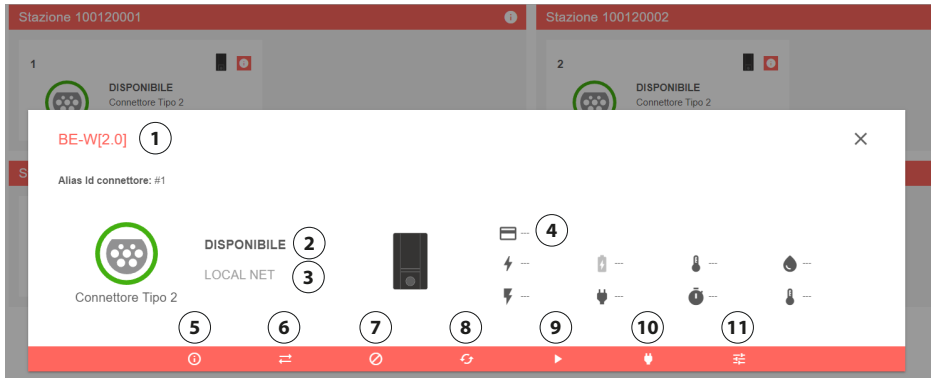 Stazione 100120001
Stazione 100120002
1
2
DISPONIBILE
Connettore Tipo 2
DISPONIBILE
Connettore Tipo 2
BE-W[2.0] 1
S
Alias Id connettore: #1
--- 4
DISPONIBILE 2
--- --- --- ---
LOCAL NET 3
Connettore Tipo 2
--- --- --- ---
5 6 7 8 9 10 11